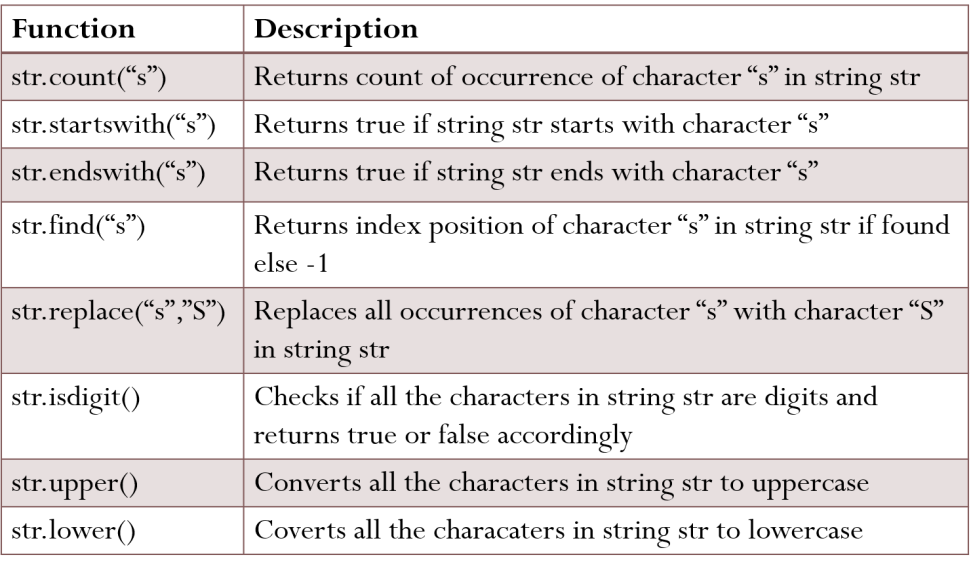 Function Description
str.count(“s”) Returns count of occurrence of character “s” in string str
str.startswith(“s”) Returns true if string str starts with character “s”
str.endswith(“s”) Returns true if string str ends with character “s”
str.find(“s”) Returns index position of character “s” in string str if found
else -1
str.replace(“s”,”S”) Replaces all occurrences of character “s” with character “S”
in string str
str.isdigit() Checks if all the characters in string str are digits and
returns true or false accordingly
str.upper() Converts all the characters in string str to uppercase
str.lower() Coverts all the characaters in string str to lowercase